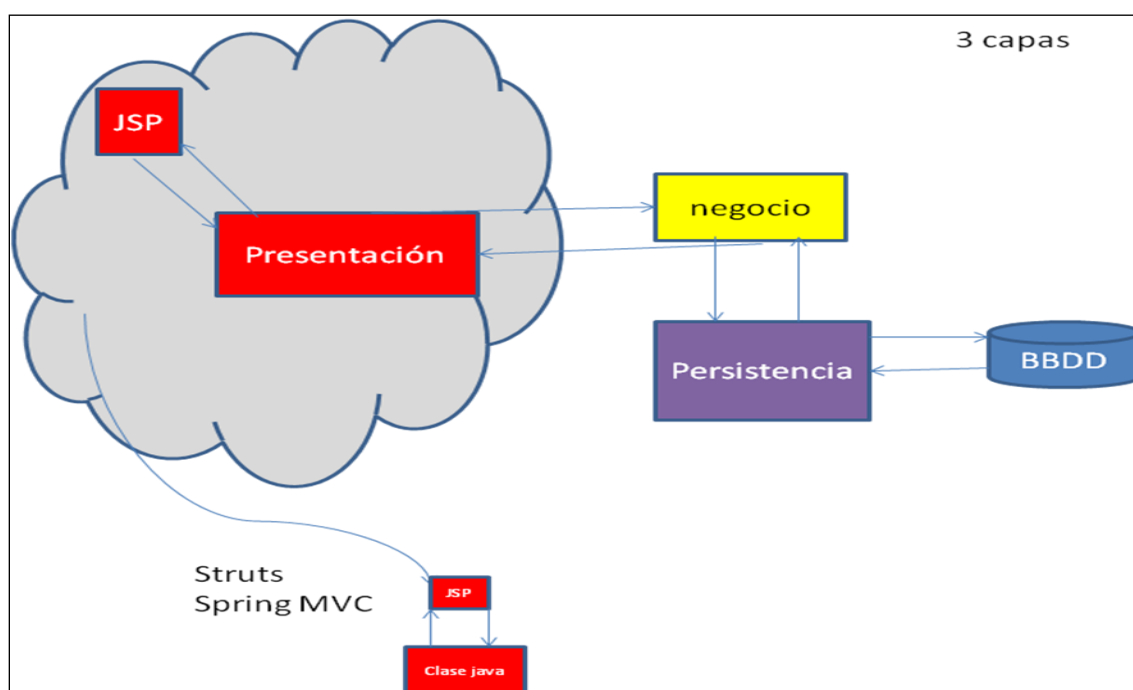 3 capas
JSP
negocio
Presentación
Persistencia
BBDD
Struts
Spring MVC
JSP
Clase java